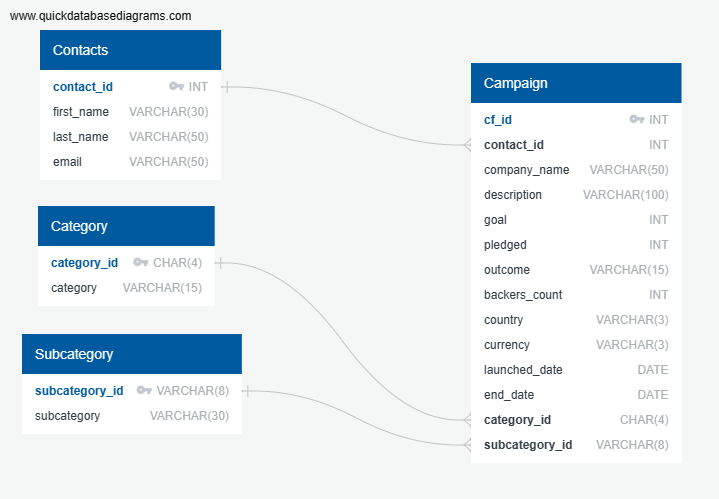 www.quickdatabasediagrams.com
Contacts
contact_id INT
first_name VARCHAR(30)
last_name VARCHAR(50)
email VARCHAR(50)
Category
category_id CHAR(4)
category VARCHAR(15)
Subcategory
subcategory_id VARCHAR(8)
subcategory VARCHAR(30)
Campaign
cf_id INT
contact_id INT
company_name VARCHAR(50)
description VARCHAR(100)
goal INT
pledged INT
outcome VARCHAR(15)
backers_count INT
country VARCHAR(3)
currency VARCHAR(3)
launched_date DATE
end_date DATE
category_id CHAR(4)
subcategory_id VARCHAR(8)